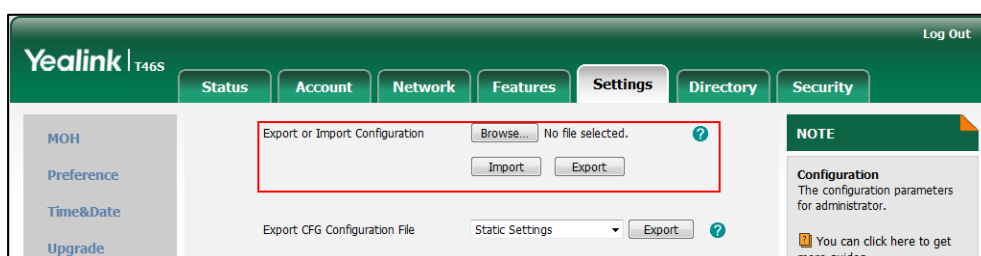 Log Out
Yealink | T46S
Status Account Network Features Settings Directory Security
MOH
Preference
Time&Date
Upgrade
Export or Import Configuration Browse... No file selected. ?
Import Export
Export CFG Configuration File Static Settings Export ?
NOTE
Configuration
The configuration parameters
for administrator.
? You can click here to get
more guides.